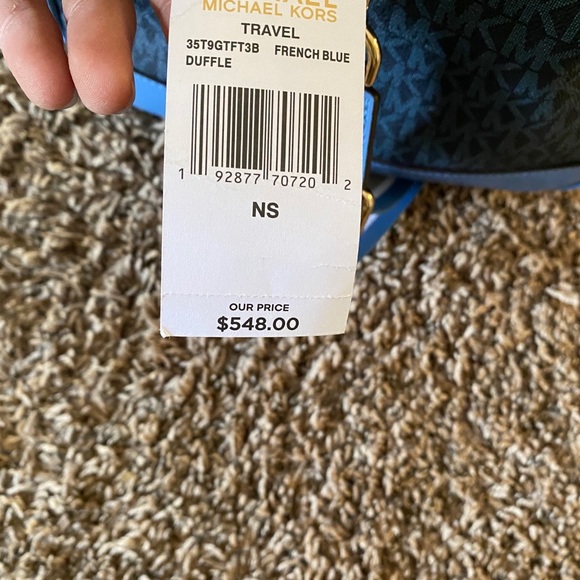 MICHAEL KORS
TRAVEL
35T9GTFT3B FRENCH BLUE
DUFFLE
1 92877 70720 2
NS
OUR PRICE
$548.00